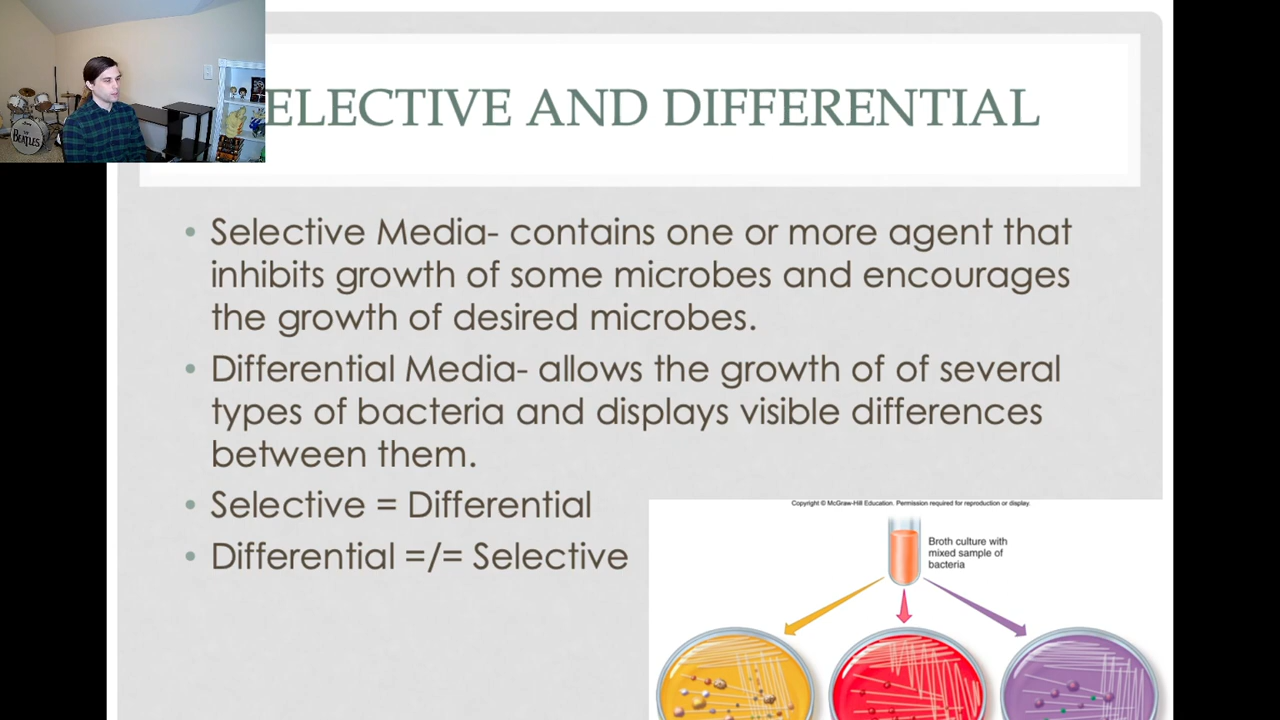 ELECTIVE AND DIFFERENTIAL
• Selective Media- contains one or more agent that
inhibits growth of some microbes and encourages
the growth of desired microbes.
• Differential Media- allows the growth of of several
types of bacteria and displays visible differences
between them.
• Selective = Differential
• Differential =/= Selective
Copyright © McGraw-Hill Education. Permission required for reproduction or display.
Broth culture with
mixed sample of
bacteria
THE
BEATLES